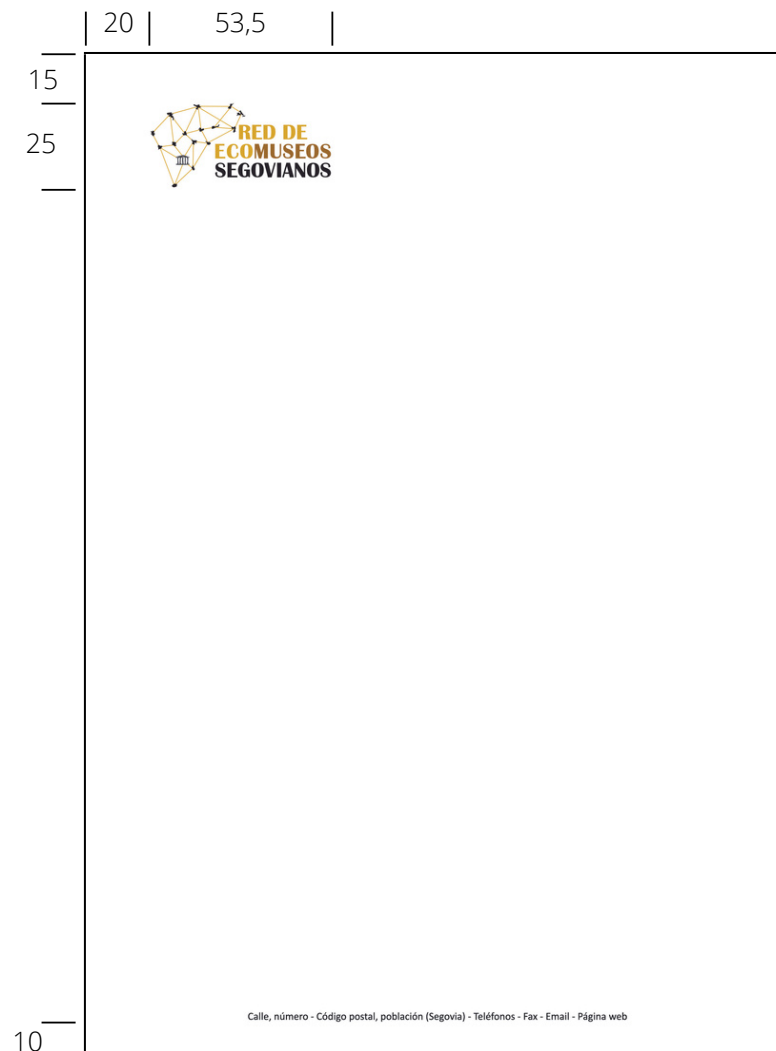 20 53,5
15
25
RED DE
ECOMUSEOS
SEGOVIANOS
Calle, número - Código postal, población (Segovia) - Teléfonos - Fax - Email - Página web
10